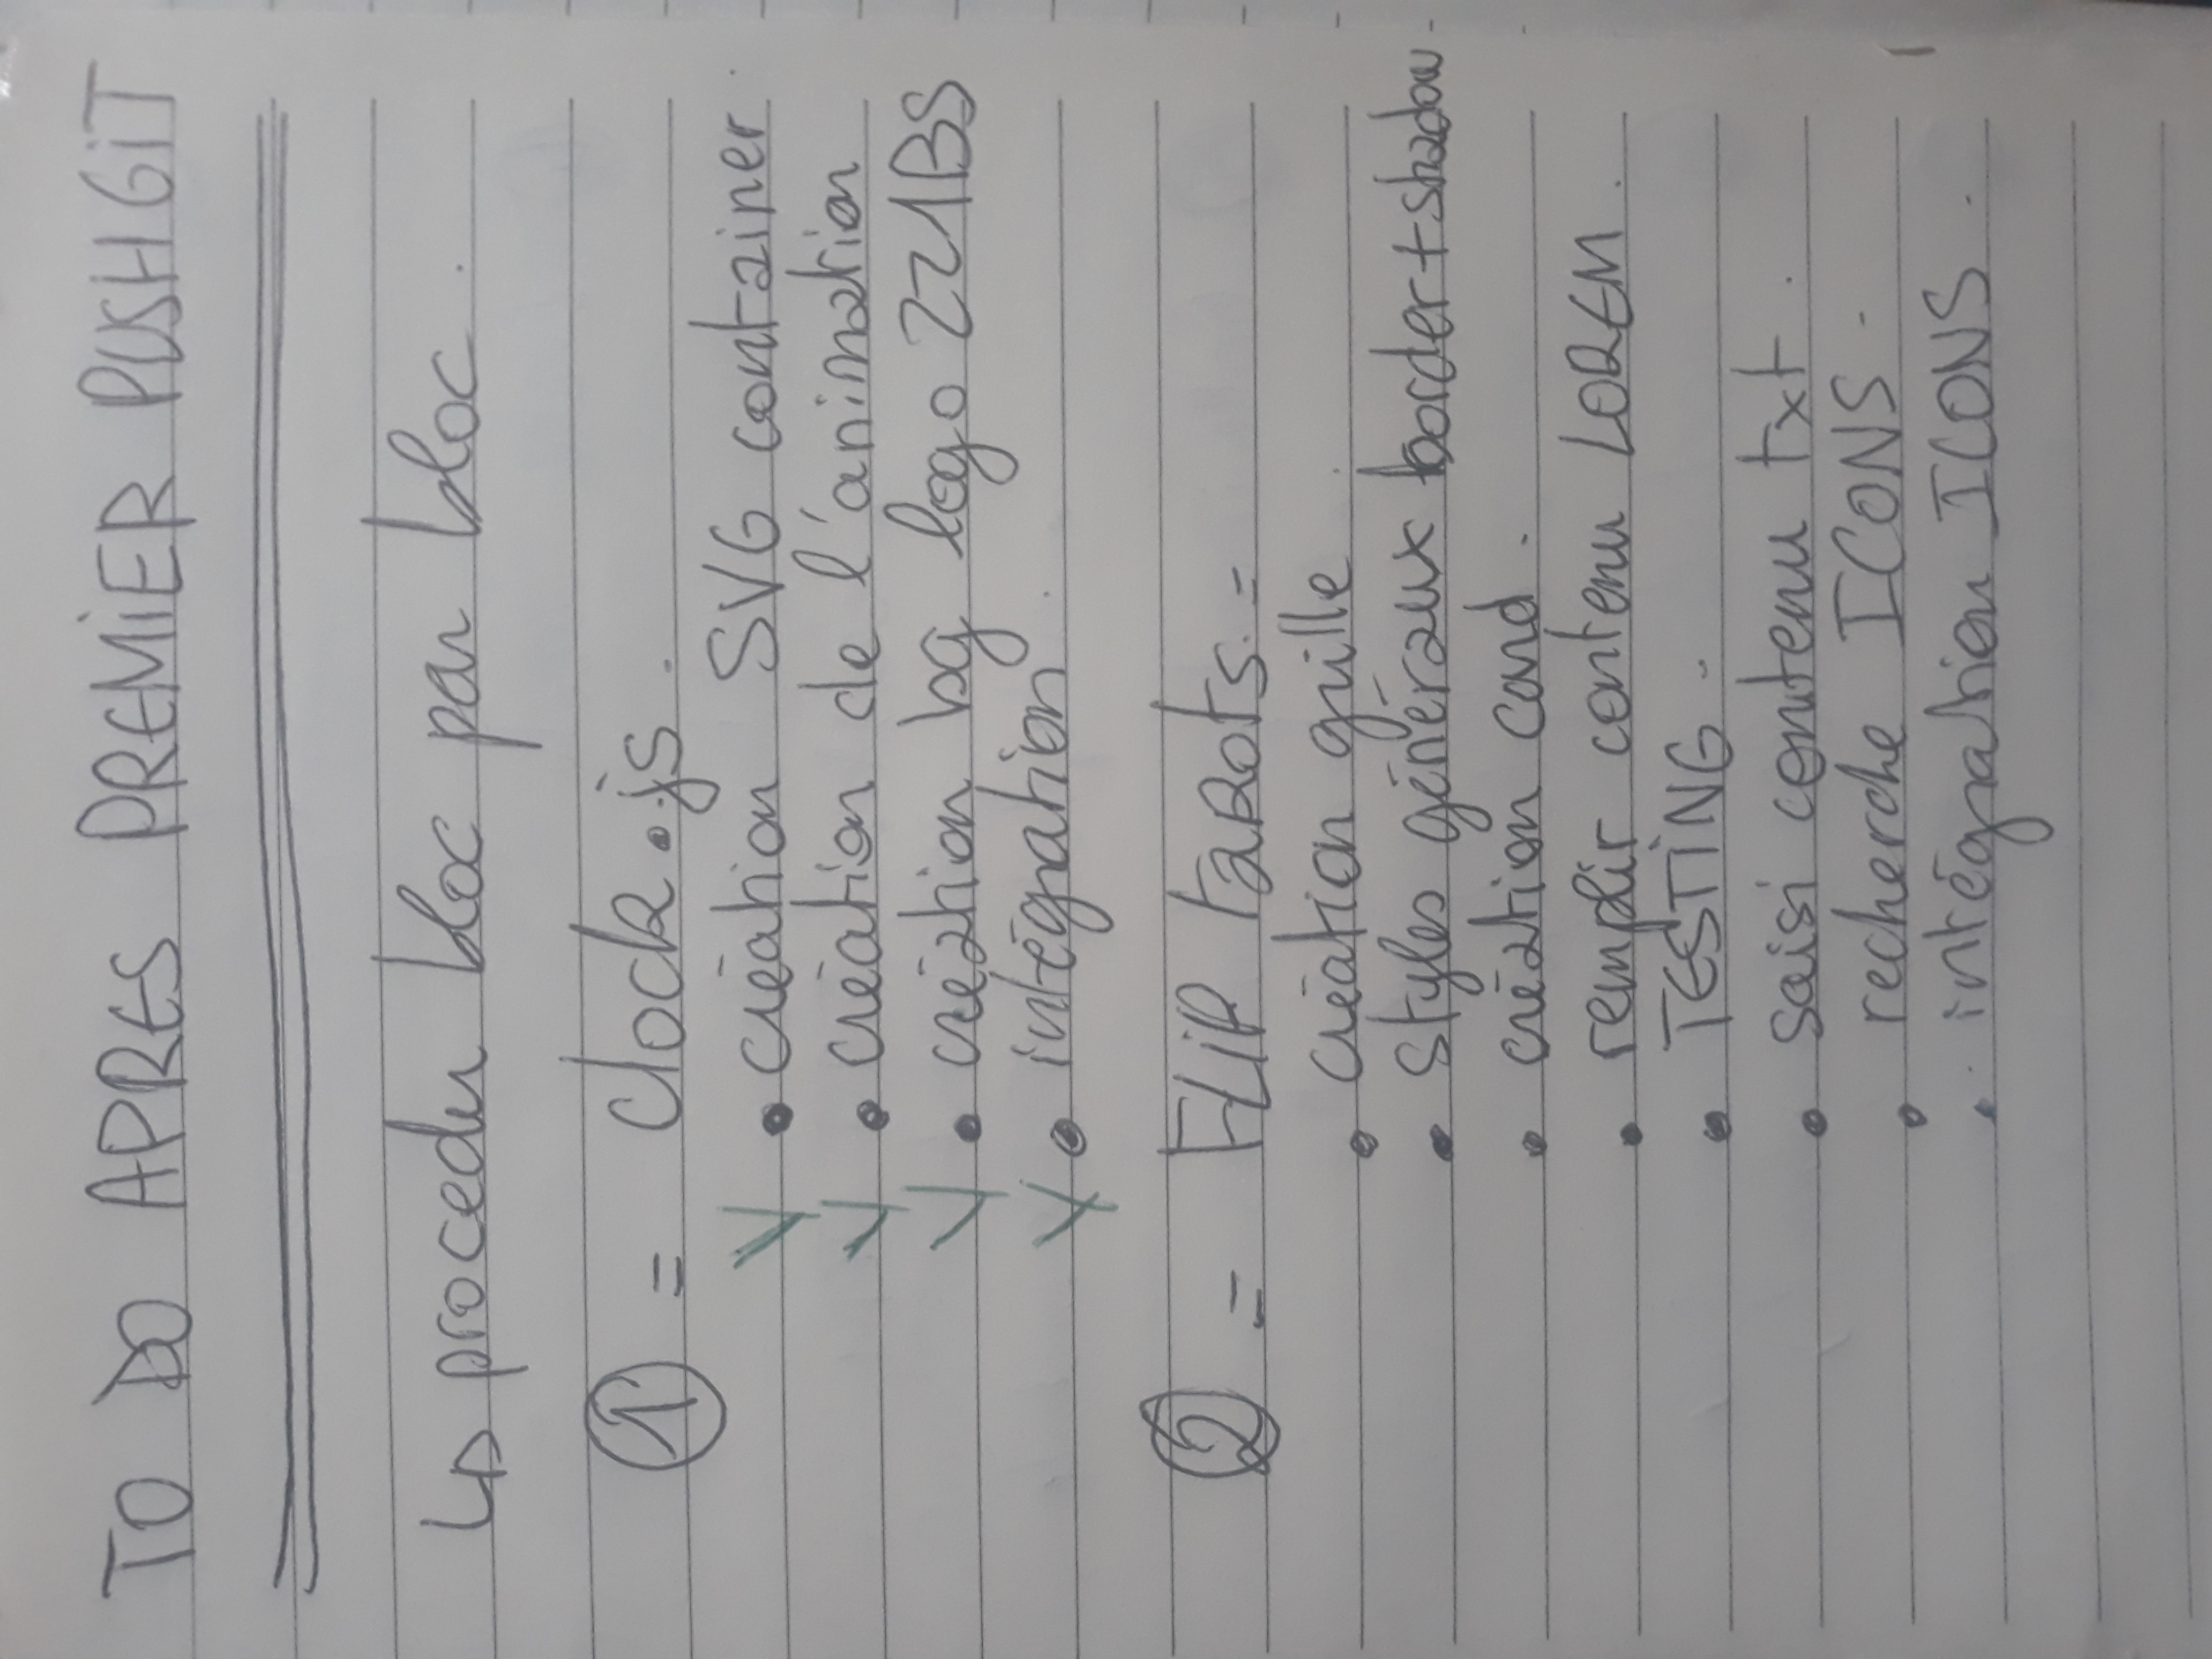 TO DO APRES PREMIER PUSH GiT
↳ proceder bloc par bloc.
① = clock.js.
V • création SVG container.
V • création de l'animation
V • création bg logo 221BS
V • intégration.
② = FLiP taRots. =
• création grille.
• styles généraux border + shadow.
• création card.
• remplir contenu LOREM.
• TESTiNG.
• saisi contenu txt.
• recherche ICONS.
• intégration ICONS.